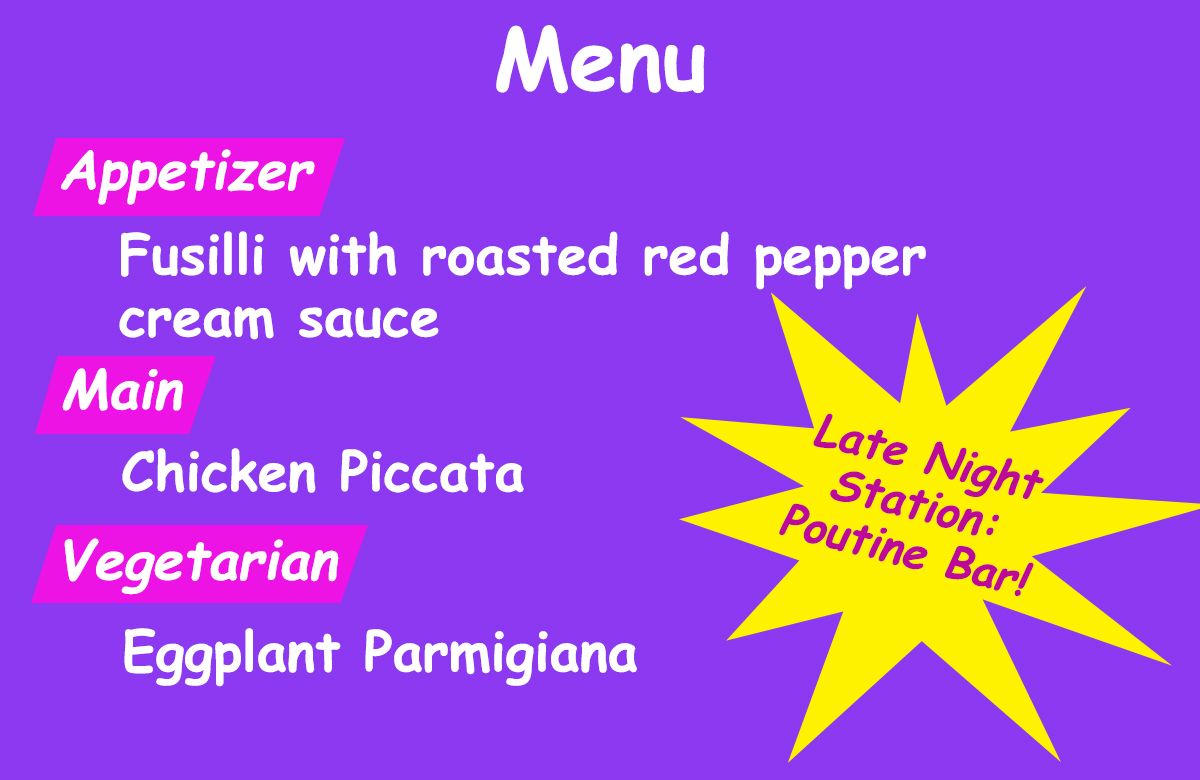 Menu
Appetizer
Fusilli with roasted red pepper
cream sauce
Main
Chicken Piccata
Vegetarian
Eggplant Parmigiana
Late Night
Station:
Poutine Bar!